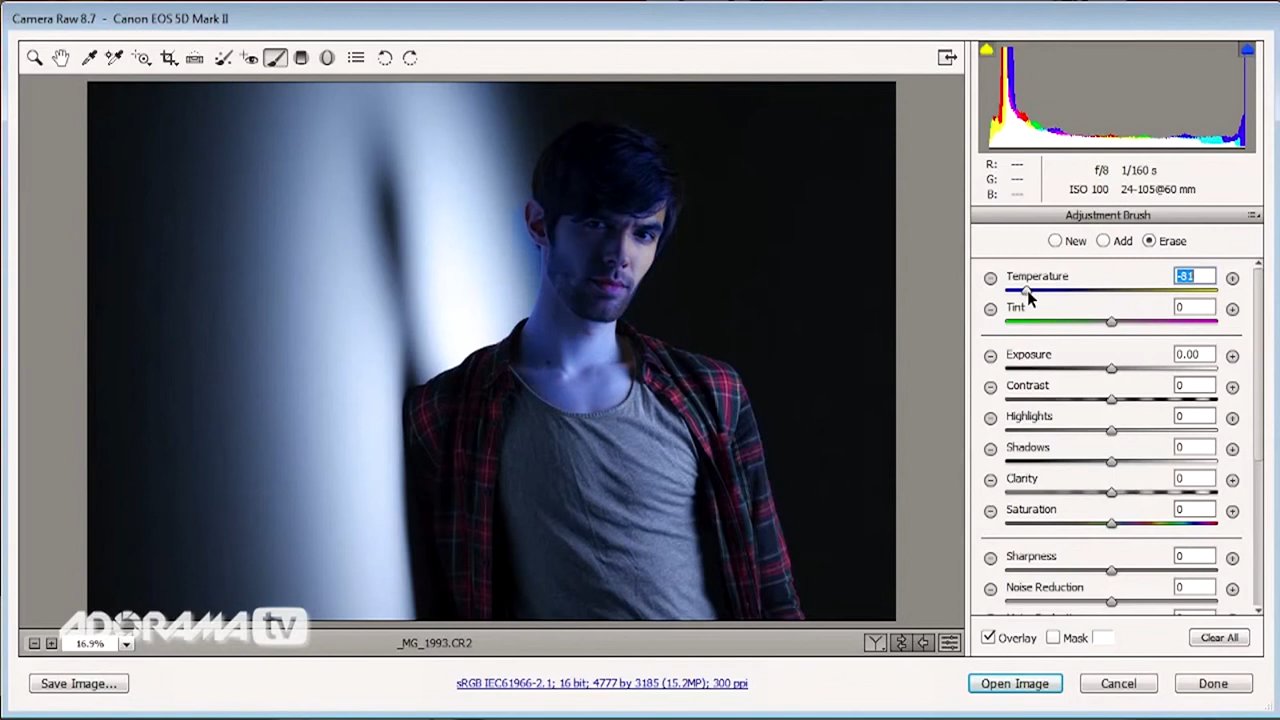 Camera Raw 8.7 - Canon EOS 5D Mark II
R: ---
G: ---
B: ---
f/8 1/160 s
ISO 100 24-105@60 mm
Adjustment Brush
New Add Erase
Temperature -81
Tint 0
Exposure 0.00
Contrast 0
Highlights 0
Shadows 0
Clarity 0
Saturation 0
Sharpness 0
Noise Reduction 0
ADORAMA tv
16.9%
_MG_1993.CR2
Overlay Mask Clear All
Save Image...
sRGB IEC61966-2.1; 16 bit; 4777 by 3185 (15.2MP); 300 ppi
Open Image Cancel Done